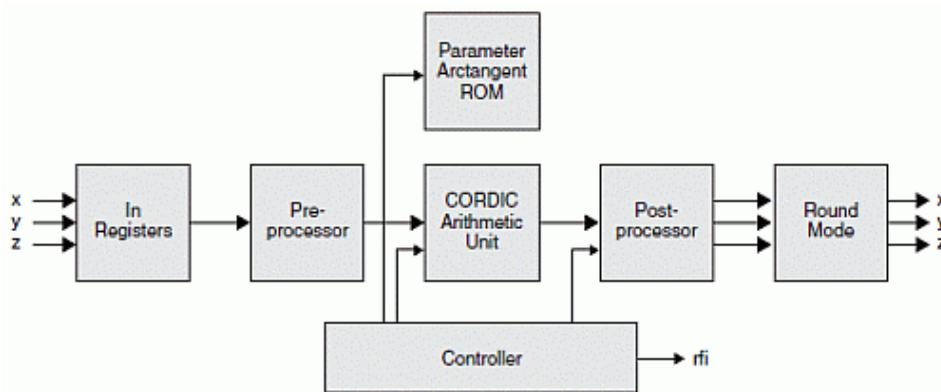 Parameter
Arctangent
ROM
x
y
z
In
Registers
Pre-
processor
CORDIC
Arithmetic
Unit
Post-
processor
Round
Mode
x
y
z
Controller
rfi